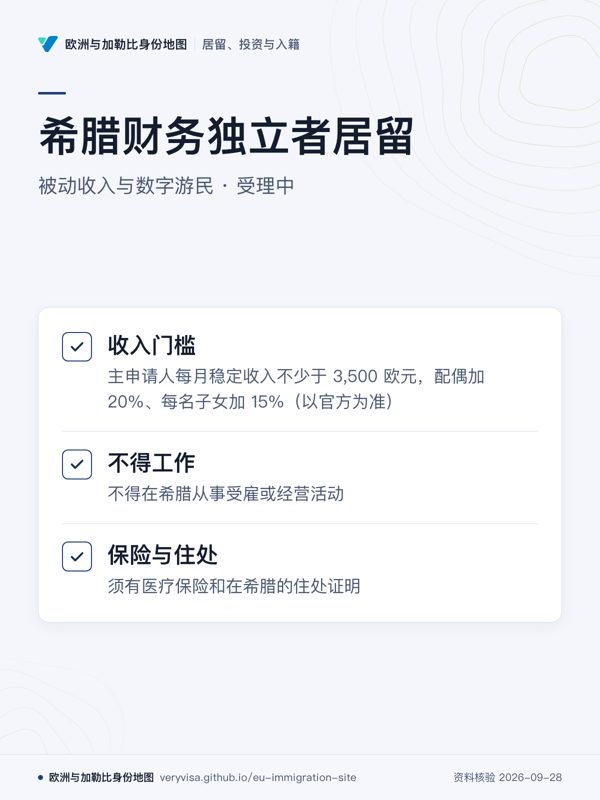 欧洲与加勒比身份地图 居留、投资与入籍
希腊财务独立者居留
被动收入与数字游民 · 受理中
收入门槛
主申请人每月稳定收入不少于 3,500 欧元，配偶加
20%、每名子女加 15%（以官方为准）
不得工作
不得在希腊从事受雇或经营活动
保险与住处
须有医疗保险和在希腊的住处证明
欧洲与加勒比身份地图 veryvisa.github.io/eu-immigration-site 资料核验 2026-09-28